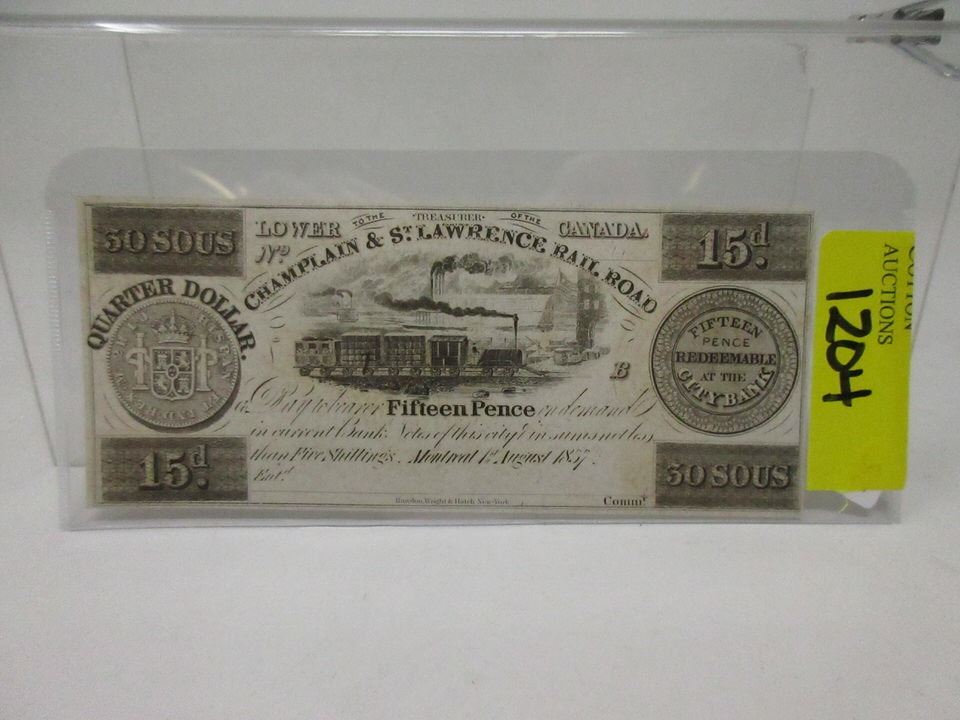 30 SOUS
LOWER TO THE TREASURER OF THE CANADA.
15d.
No
CHAMPLAIN & ST LAWRENCE RAIL ROAD
QUARTER DOLLAR.
B
FIFTEEN
PENCE
REDEEMABLE
AT THE
CITY BANKS
Pay to bearer Fifteen Pence on demand
in current Bank Notes of this city in sums not less
than Five Shillings. Montreal 1st August 1837.
Entd.
15d.
30 SOUS
Rawdon, Wright & Hatch New-York
Commr
AUCTIONS
1204